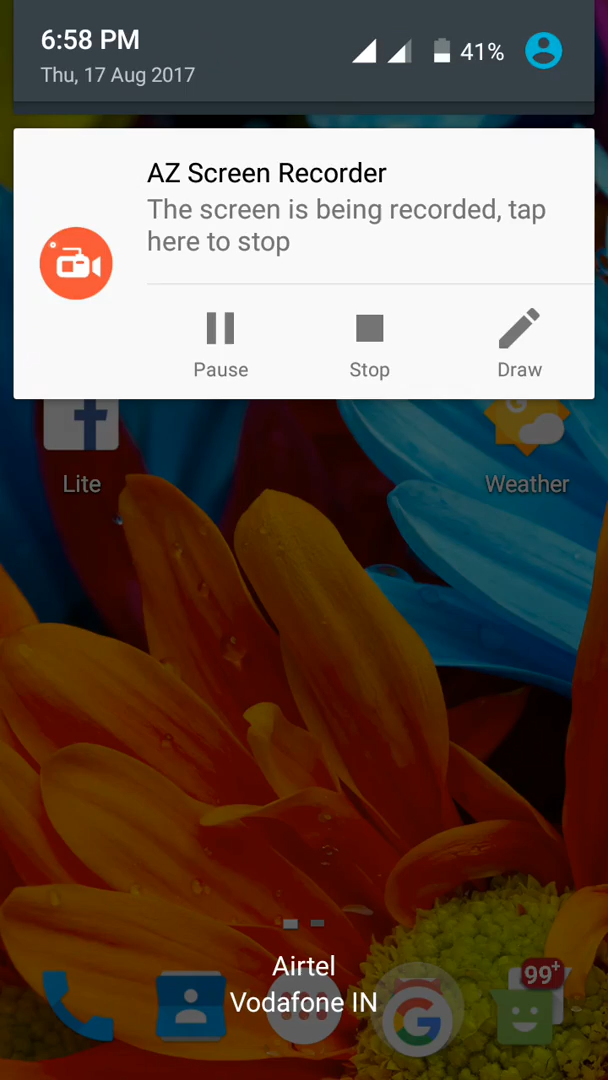 6:58 PM
41%
Thu, 17 Aug 2017
AZ Screen Recorder
The screen is being recorded, tap
here to stop
Pause
Stop
Draw
Lite
Weather
Airtel
Vodafone IN
99+